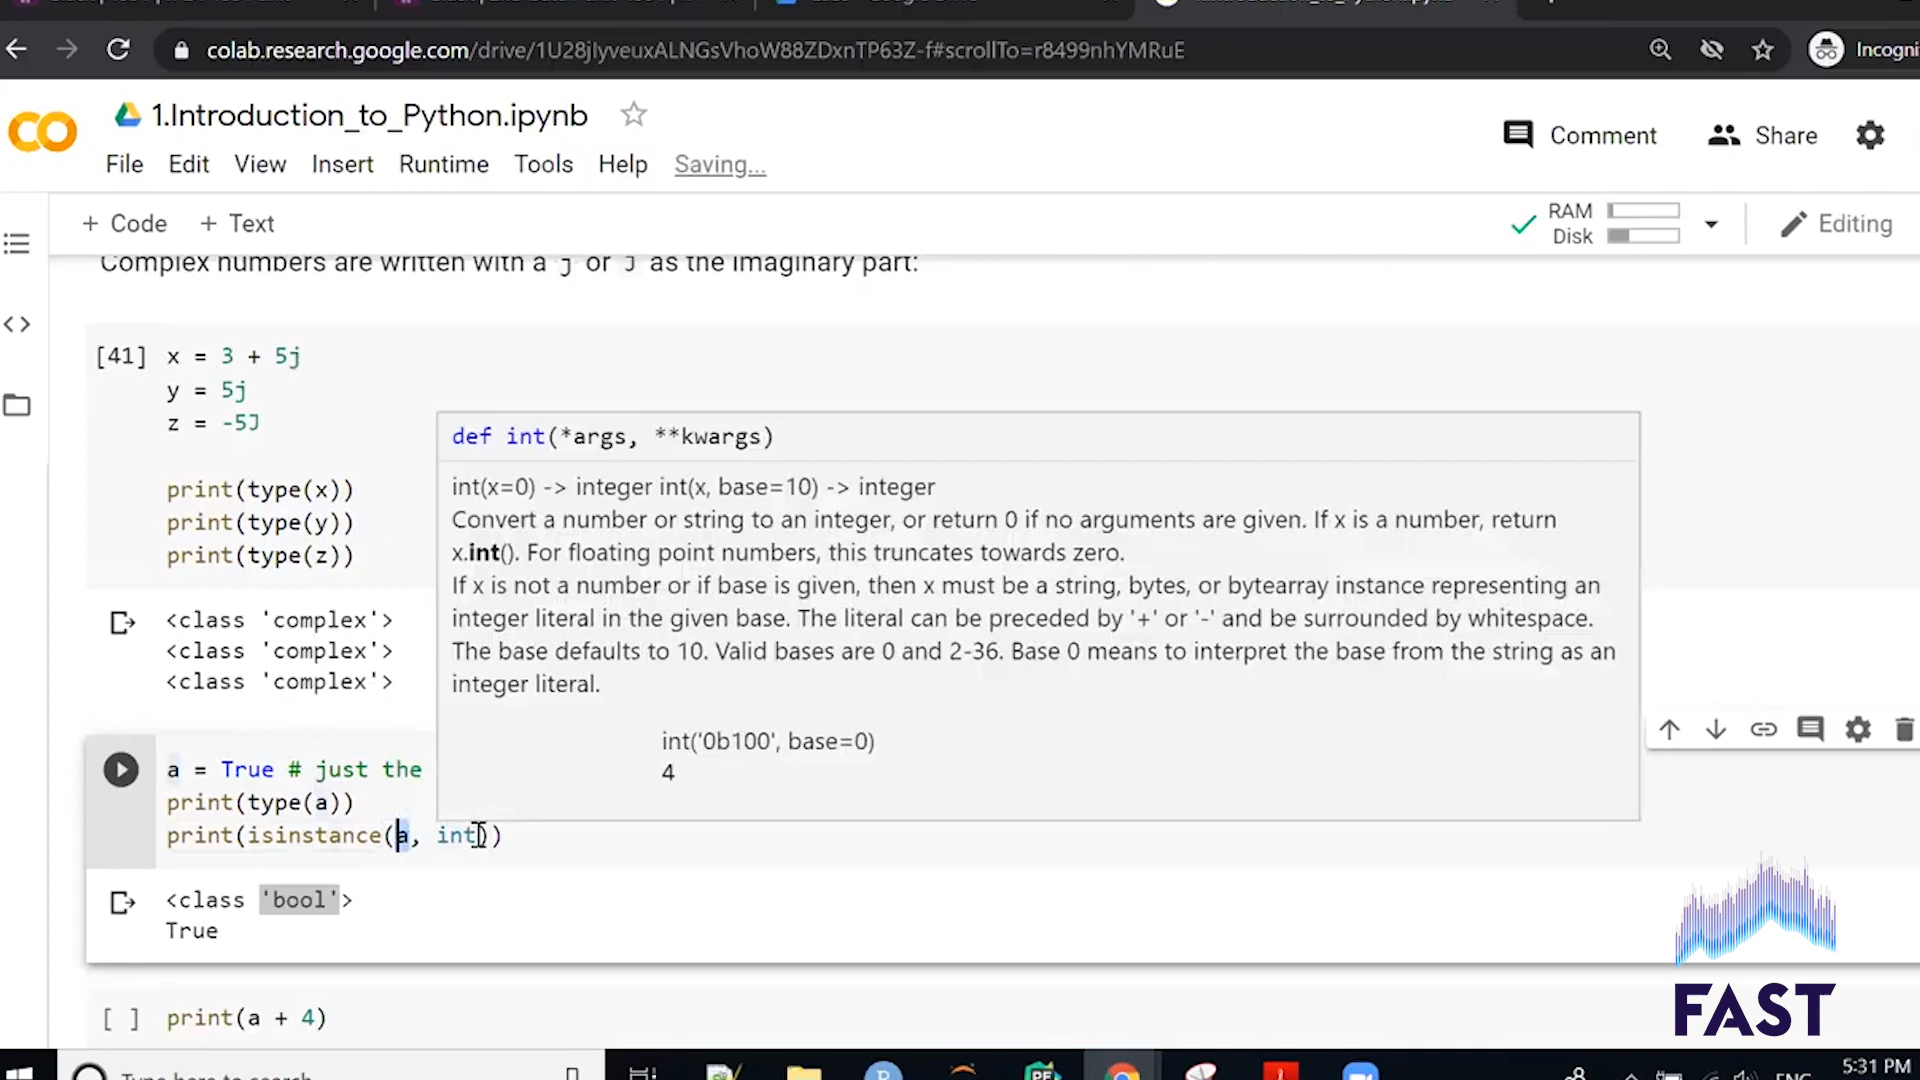 colab.research.google.com/drive/1U28jIyveuxALNGsVhoW88ZDxnTP63Z-f#scrollTo=r8499nhYMRuE
Incogni
1.Introduction_to_Python.ipynb
Comment
Share
File Edit View Insert Runtime Tools Help Saving...
+ Code + Text
RAM
Disk
Editing
Complex numbers are written with a j or J as the imaginary part:
[41] x = 3 + 5j
y = 5j
z = -5J
print(type(x))
print(type(y))
print(type(z))
def int(*args, **kwargs)
int(x=0) -> integer int(x, base=10) -> integer
Convert a number or string to an integer, or return 0 if no arguments are given. If x is a number, return
x.int(). For floating point numbers, this truncates towards zero.
If x is not a number or if base is given, then x must be a string, bytes, or bytearray instance representing an
integer literal in the given base. The literal can be preceded by '+' or '-' and be surrounded by whitespace.
The base defaults to 10. Valid bases are 0 and 2-36. Base 0 means to interpret the base from the string as an
integer literal.
int('0b100', base=0)
4
<class 'complex'>
<class 'complex'>
<class 'complex'>
a = True # just the
print(type(a))
print(isinstance(a, int))
<class 'bool'>
True
[ ] print(a + 4)
FAST
Type here to search
ENG
5:31 PM